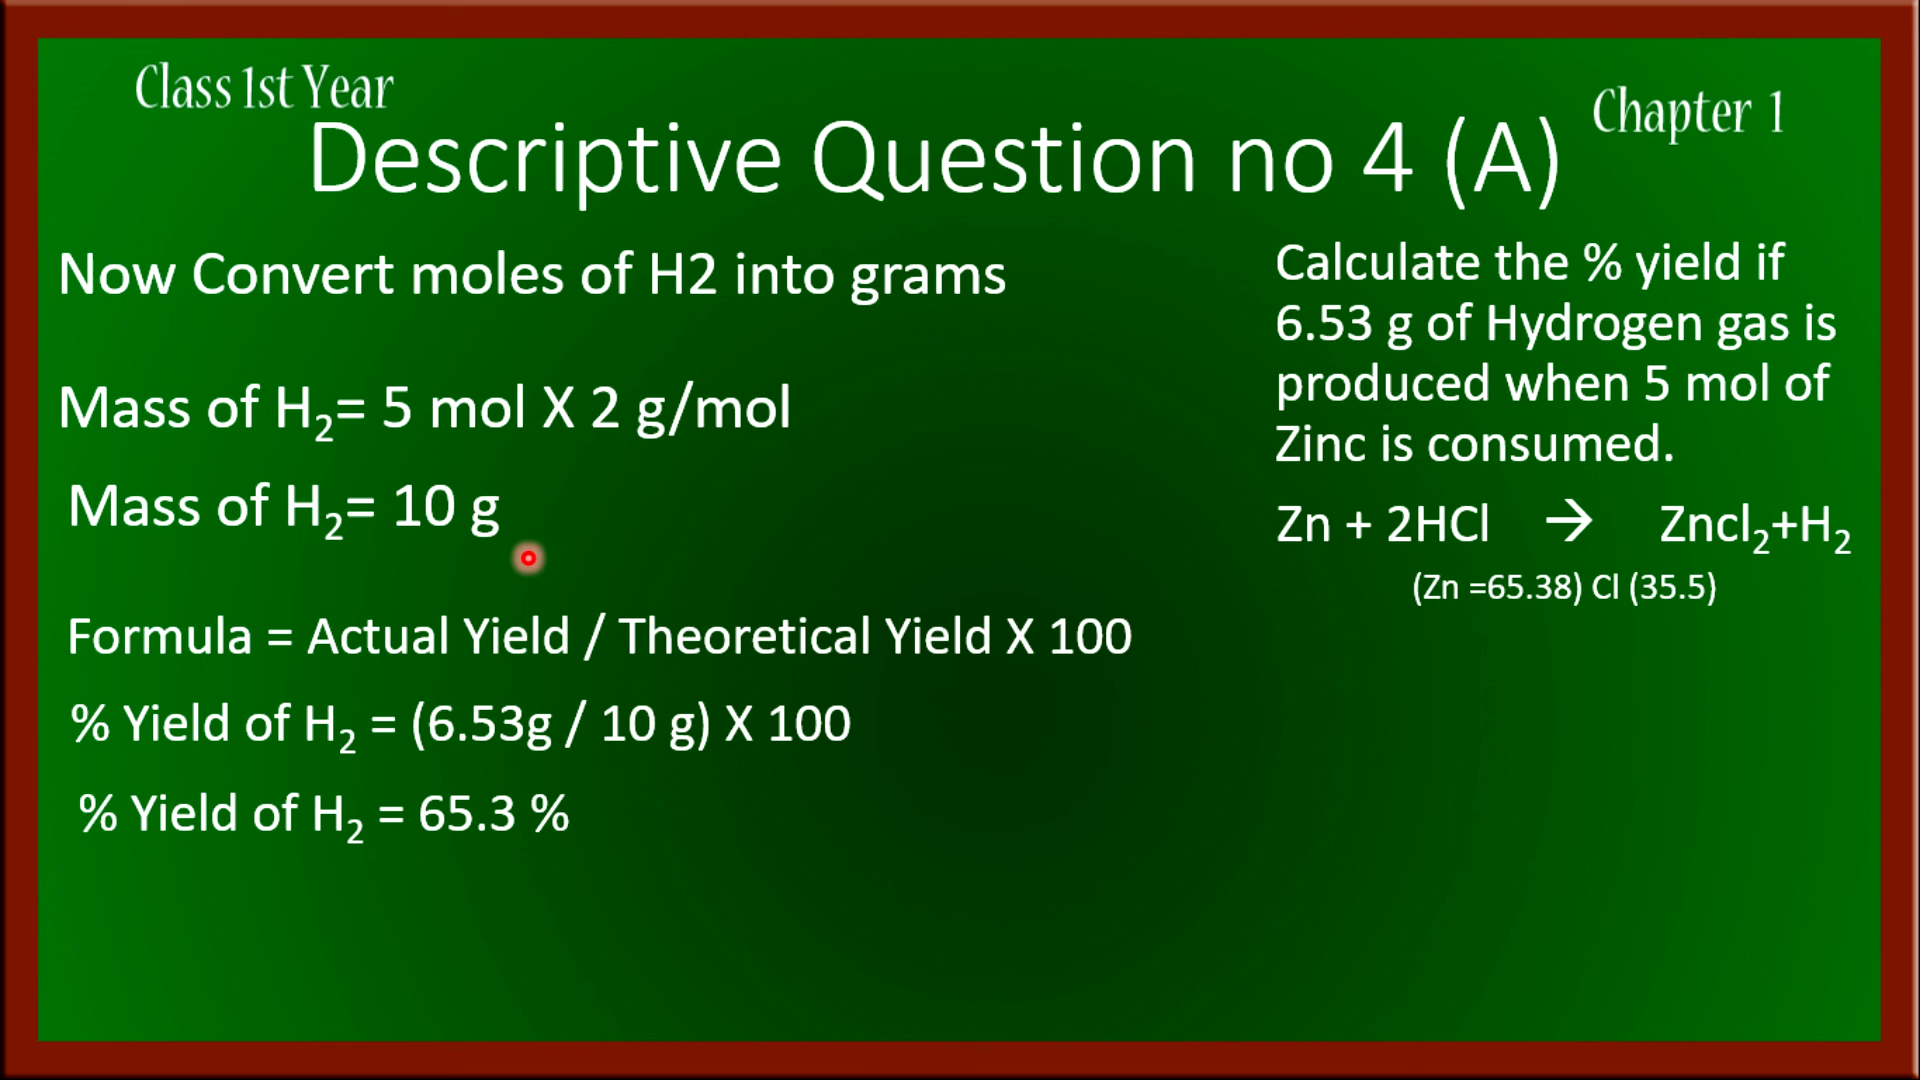 Class 1st Year
Chapter 1
Descriptive Question no 4 (A)
Now Convert moles of H2 into grams
Mass of H₂= 5 mol X 2 g/mol
Mass of H₂= 10 g
Formula = Actual Yield / Theoretical Yield X 100
% Yield of H₂ = (6.53g / 10 g) X 100
% Yield of H₂ = 65.3 %
Calculate the % yield if
6.53 g of Hydrogen gas is
produced when 5 mol of
Zinc is consumed.
Zn + 2HCl → Zncl₂+H₂
(Zn =65.38) Cl (35.5)